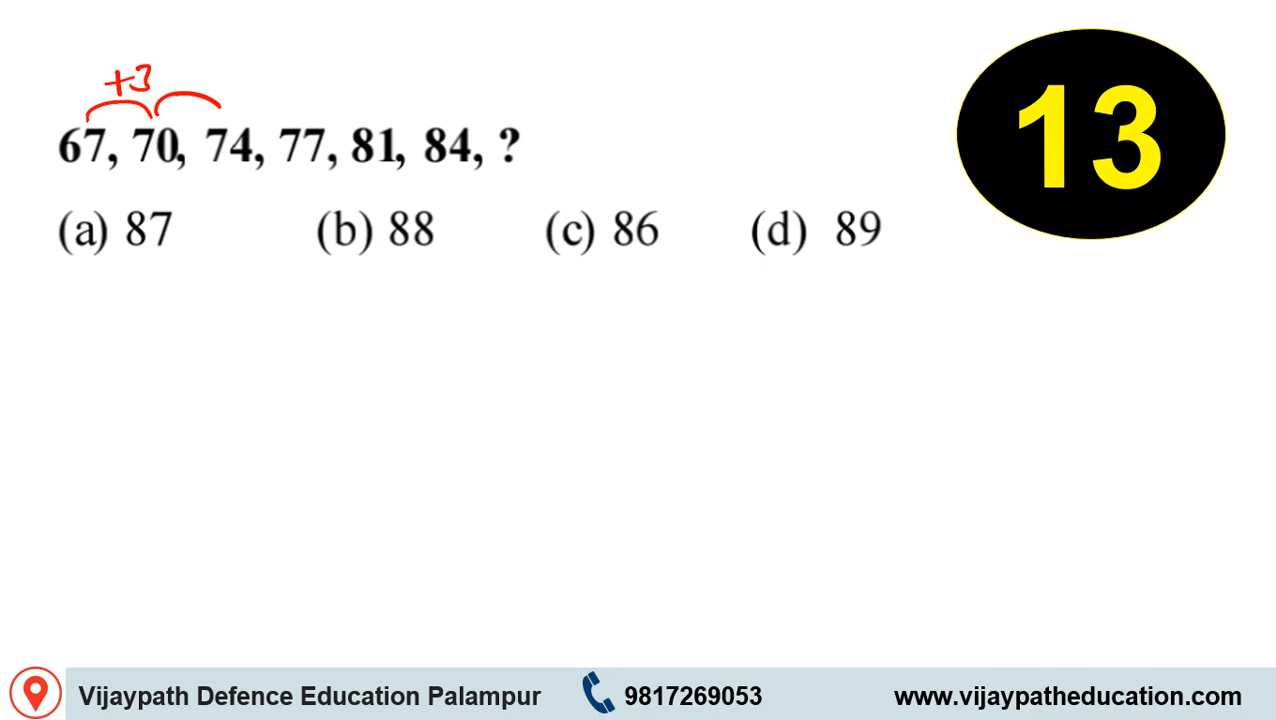 +3
67, 70, 74, 77, 81, 84, ?
(a) 87 (b) 88 (c) 86 (d) 89
13
Vijaypath Defence Education Palampur 9817269053 www.vijaypatheducation.com